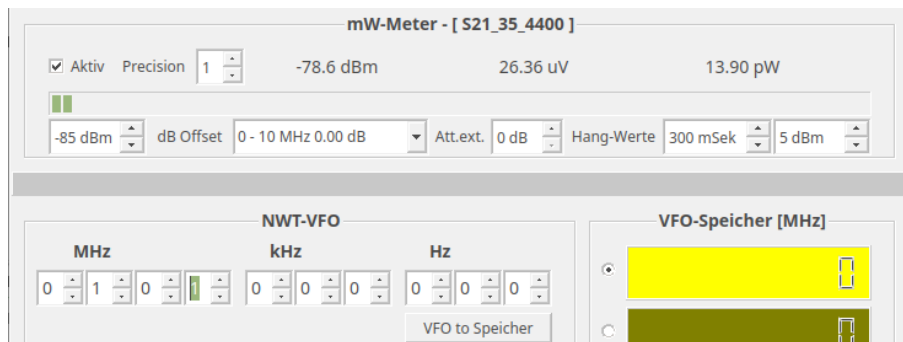 mW-Meter - [ S21_35_4400 ]
Aktiv Precision 1 -78.6 dBm 26.36 uV 13.90 pW
-85 dBm dB Offset 0 - 10 MHz 0.00 dB Att.ext. 0 dB Hang-Werte 300 mSek 5 dBm
NWT-VFO VFO-Speicher [MHz]
MHz kHz Hz
0 1 0 1 0 0 0 0 0 0 0
VFO to Speicher 0